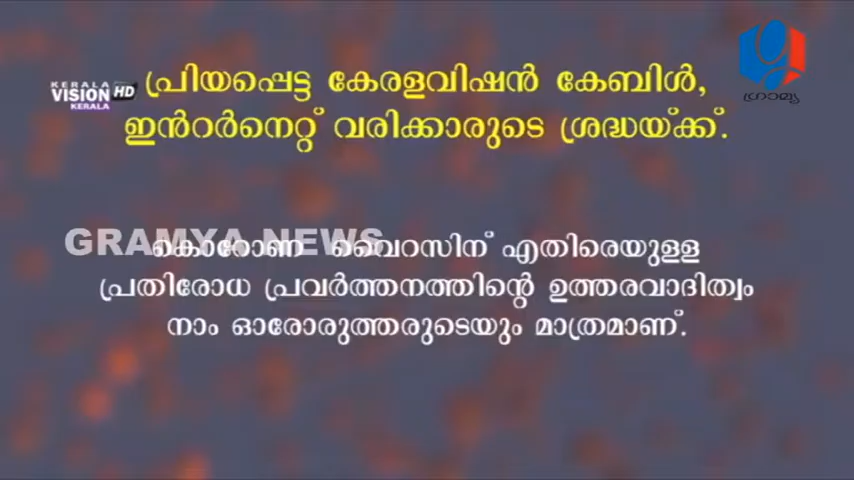 KERALA
VISION HD
KERALA
ഗ്രാമ്യ
പ്രിയപ്പെട്ട കേരളവിഷൻ കേബിൾ,
ഇൻറർനെറ്റ് വരിക്കാരുടെ ശ്രദ്ധയ്ക്ക്.
GRAMYA NEWS
കൊറോണ വൈറസിന് എതിരെയുളള
പ്രതിരോധ പ്രവർത്തനത്തിന്റെ ഉത്തരവാദിത്വം
നാം ഓരോരുത്തരുടെയും മാത്രമാണ്.